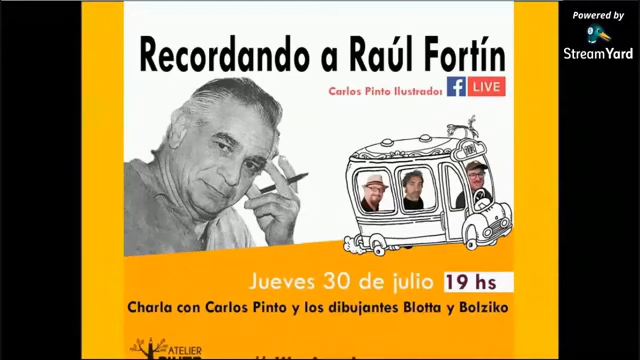 Powered by
StreamYard
Recordando a Raúl Fortín
Carlos Pinto Ilustrador
LIVE
Jueves 30 de julio 19 hs
Charla con Carlos Pinto y los dibujantes Blotta y Bolziko
ATELIER